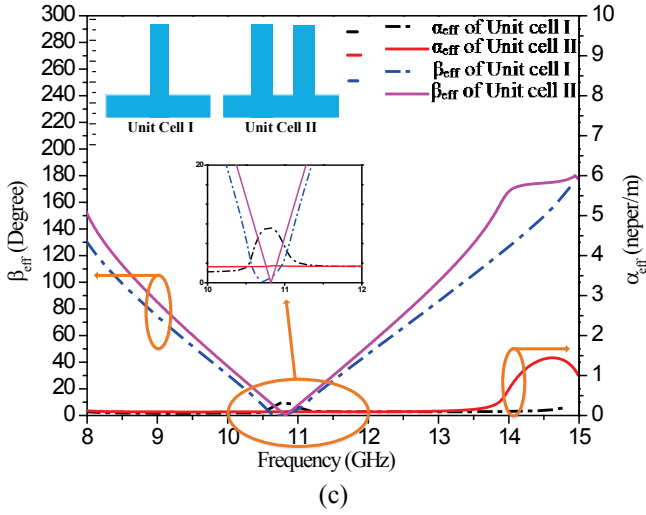 α_eff of Unit cell I
α_eff of Unit Cell II
β_eff of Unit cell I
β_eff of Unit Cell II
Unit Cell I
Unit Cell II
300
280
260
240
220
200
180
160
140
120
100
80
60
40
20
0
β_eff (Degree)
10
9
8
7
6
5
4
3
2
1
0
α_eff (neper/m)
20
0
10 11 12
8 9 10 11 12 13 14 15
Frequency (GHz)
(c)